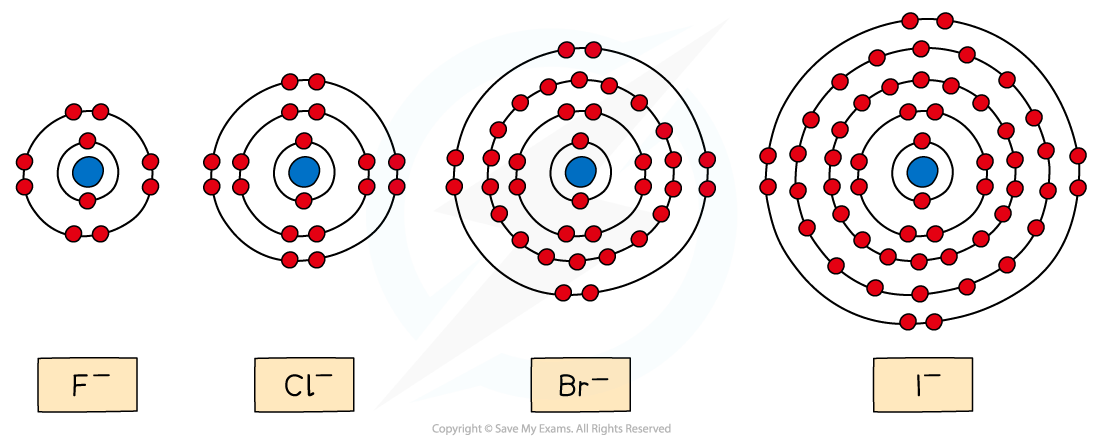 F⁻ Cl⁻ Br⁻ I⁻
Copyright © Save My Exams. All Rights Reserved